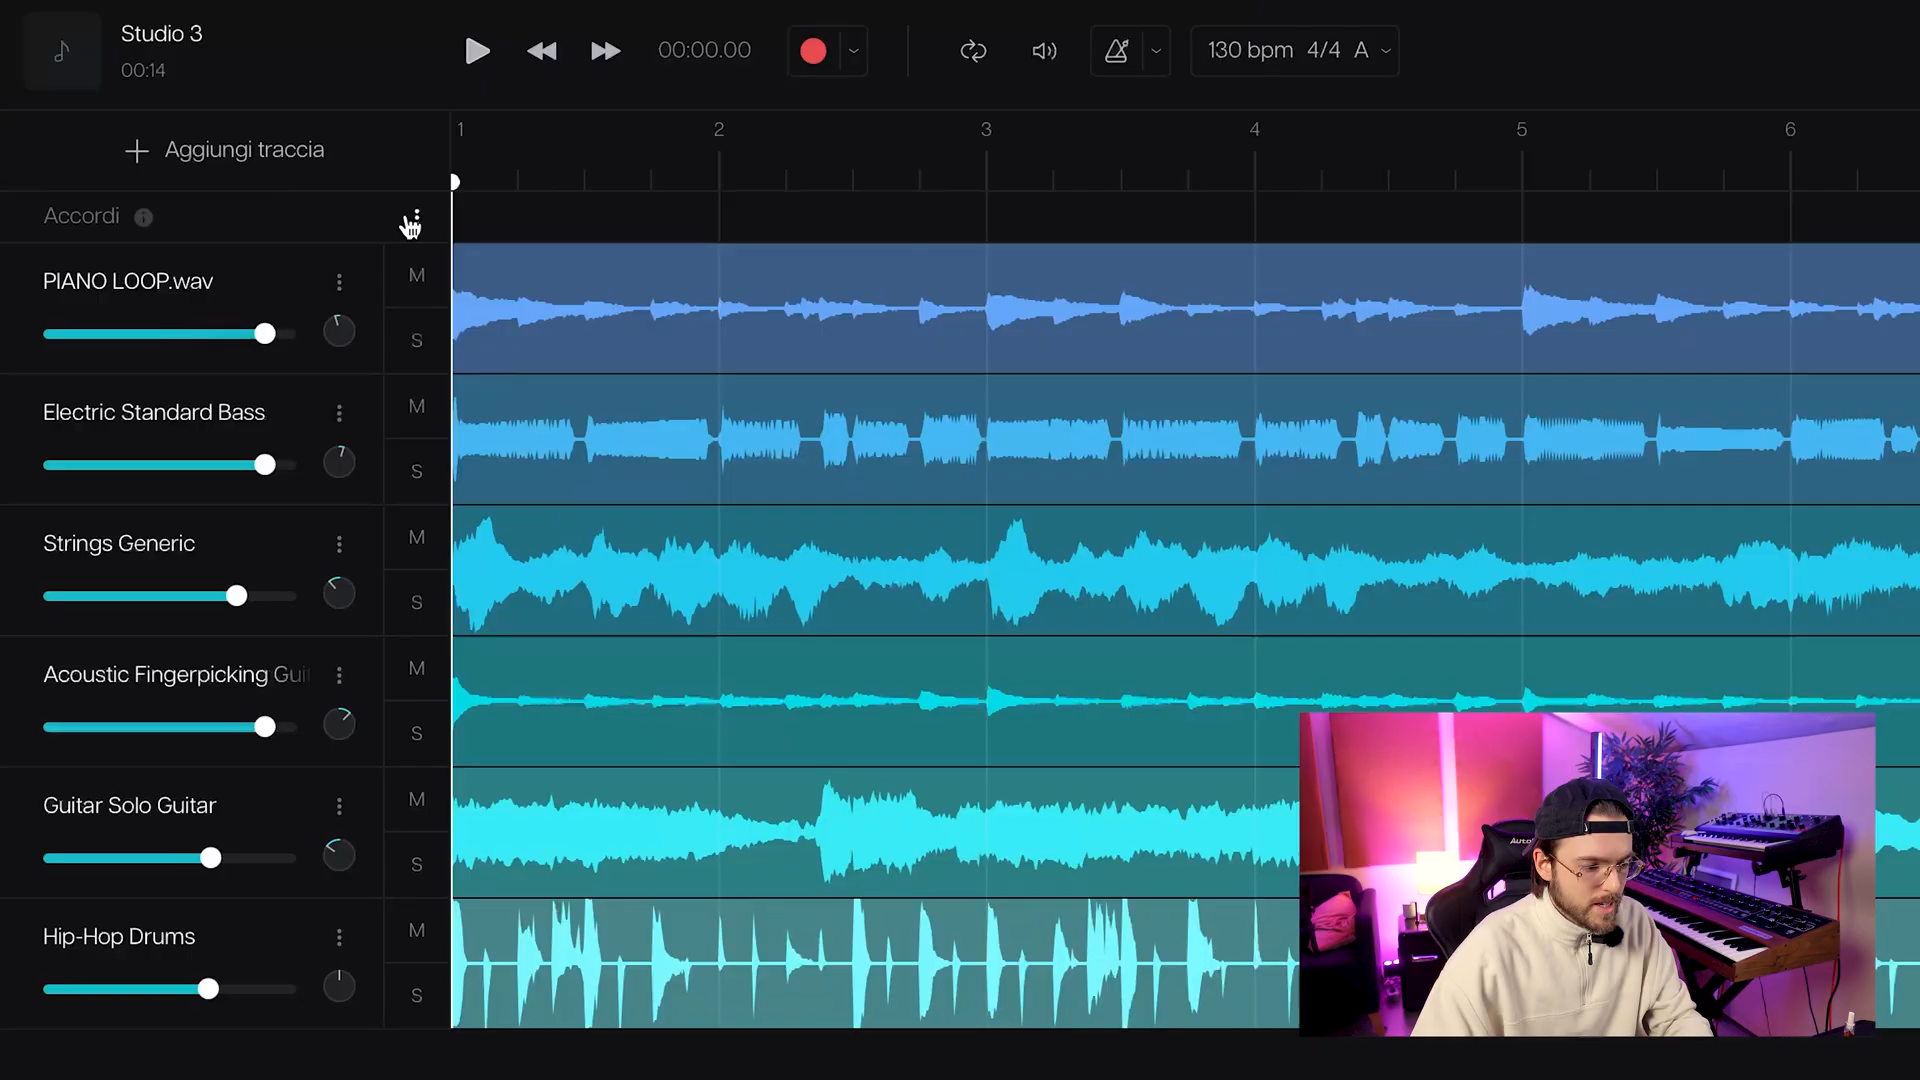 Studio 3
00:14
00:00.00
130 bpm 4/4 A
Aggiungi traccia
1 2 3 4 5 6
Accordi
PIANO LOOP.wav
M
S
Electric Standard Bass
M
S
Strings Generic
M
S
Acoustic Fingerpicking Gui
M
S
Guitar Solo Guitar
M
S
Hip-Hop Drums
M
S